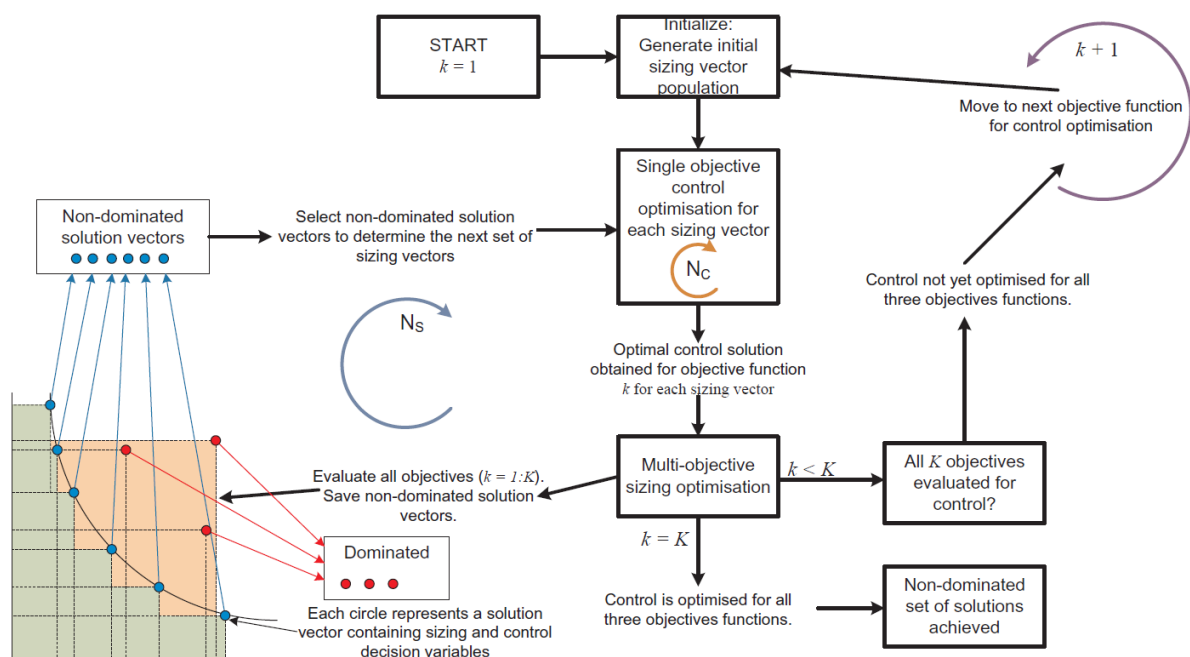 START
k = 1
Initialize:
Generate initial
sizing vector
population
k + 1
Move to next objective function
for control optimisation
Single objective
control
optimisation for
each sizing vector
N_C
Non-dominated
solution vectors
Select non-dominated solution
vectors to determine the next set of
sizing vectors
N_S
Control not yet optimised for all
three objectives functions.
Optimal control solution
obtained for objective function
k for each sizing vector
Evaluate all objectives (k = 1:K).
Save non-dominated solution
vectors.
Multi-objective
sizing optimisation
k < K
All K objectives
evaluated for
control?
k = K
Dominated
Each circle represents a solution
vector containing sizing and control
decision variables
Control is optimised for all
three objectives functions.
Non-dominated
set of solutions
achieved